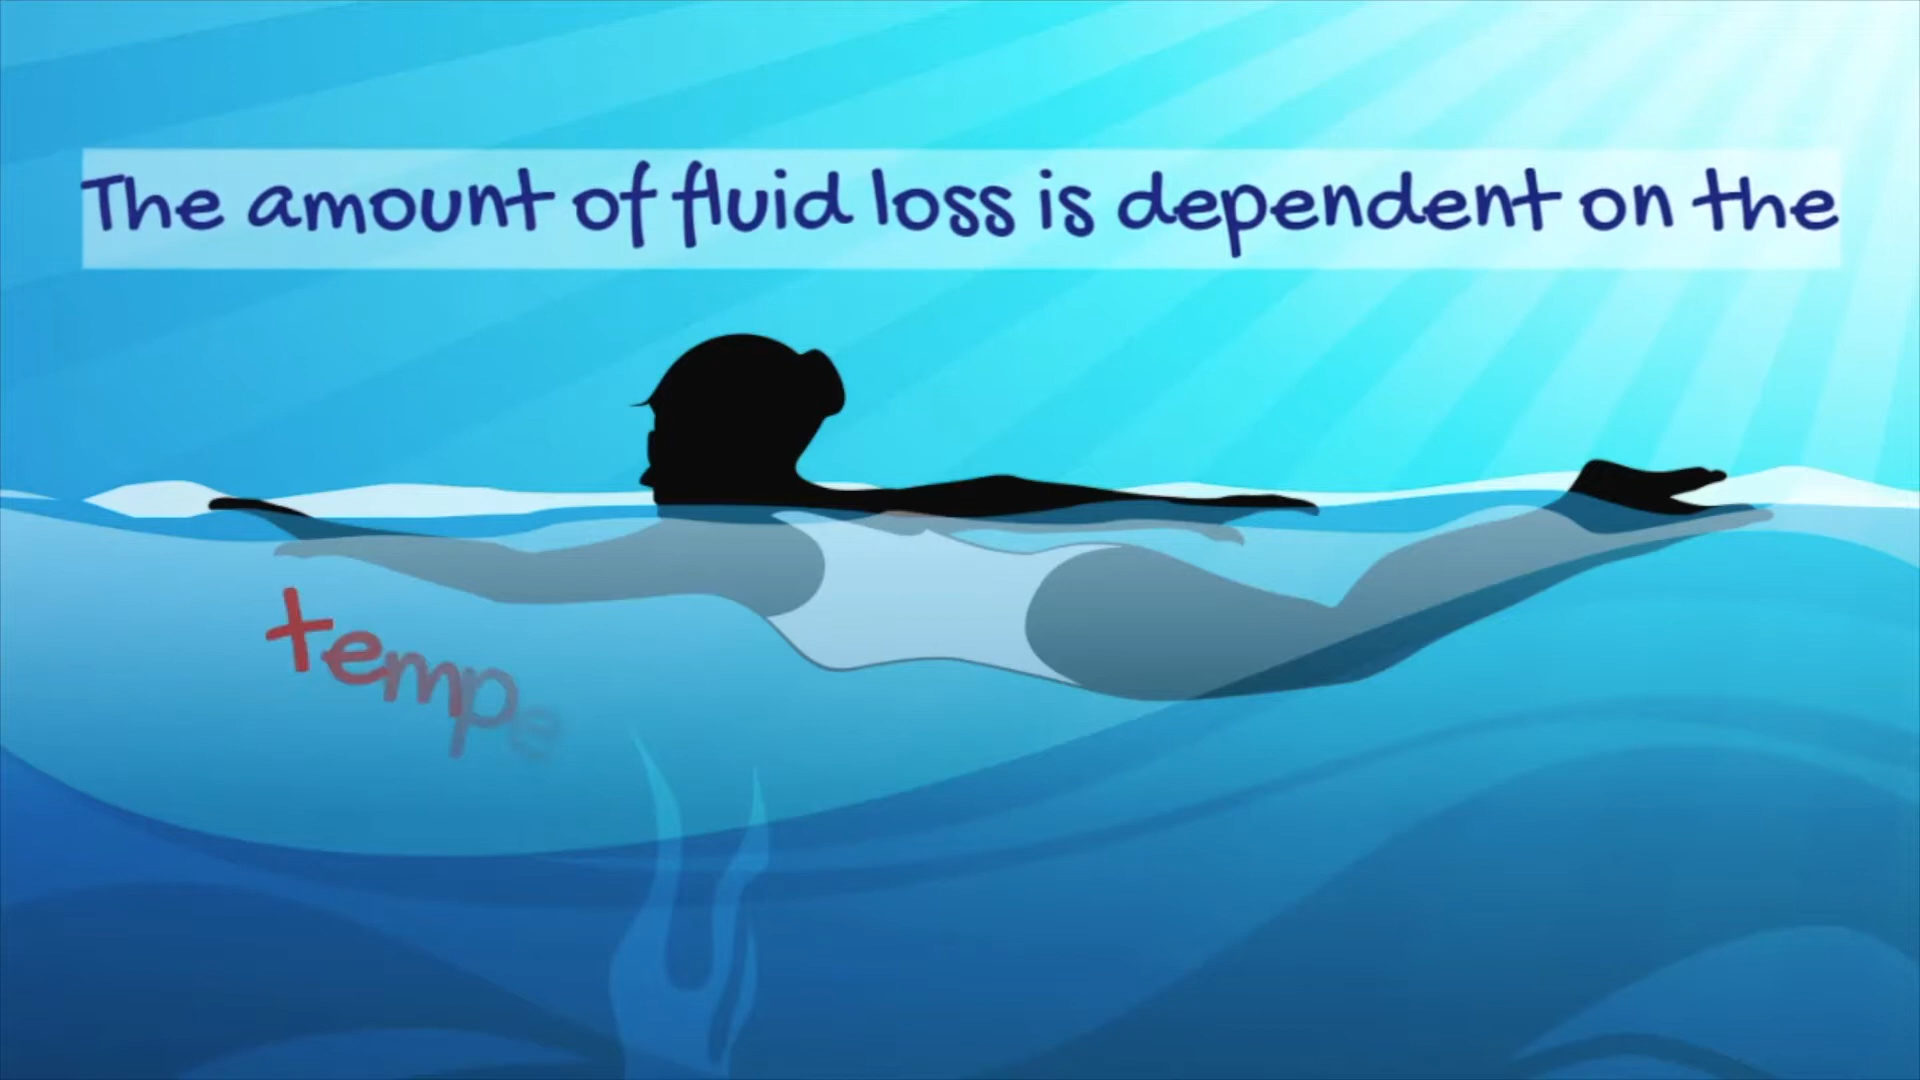 The amount of fluid loss is dependent on the
tempe